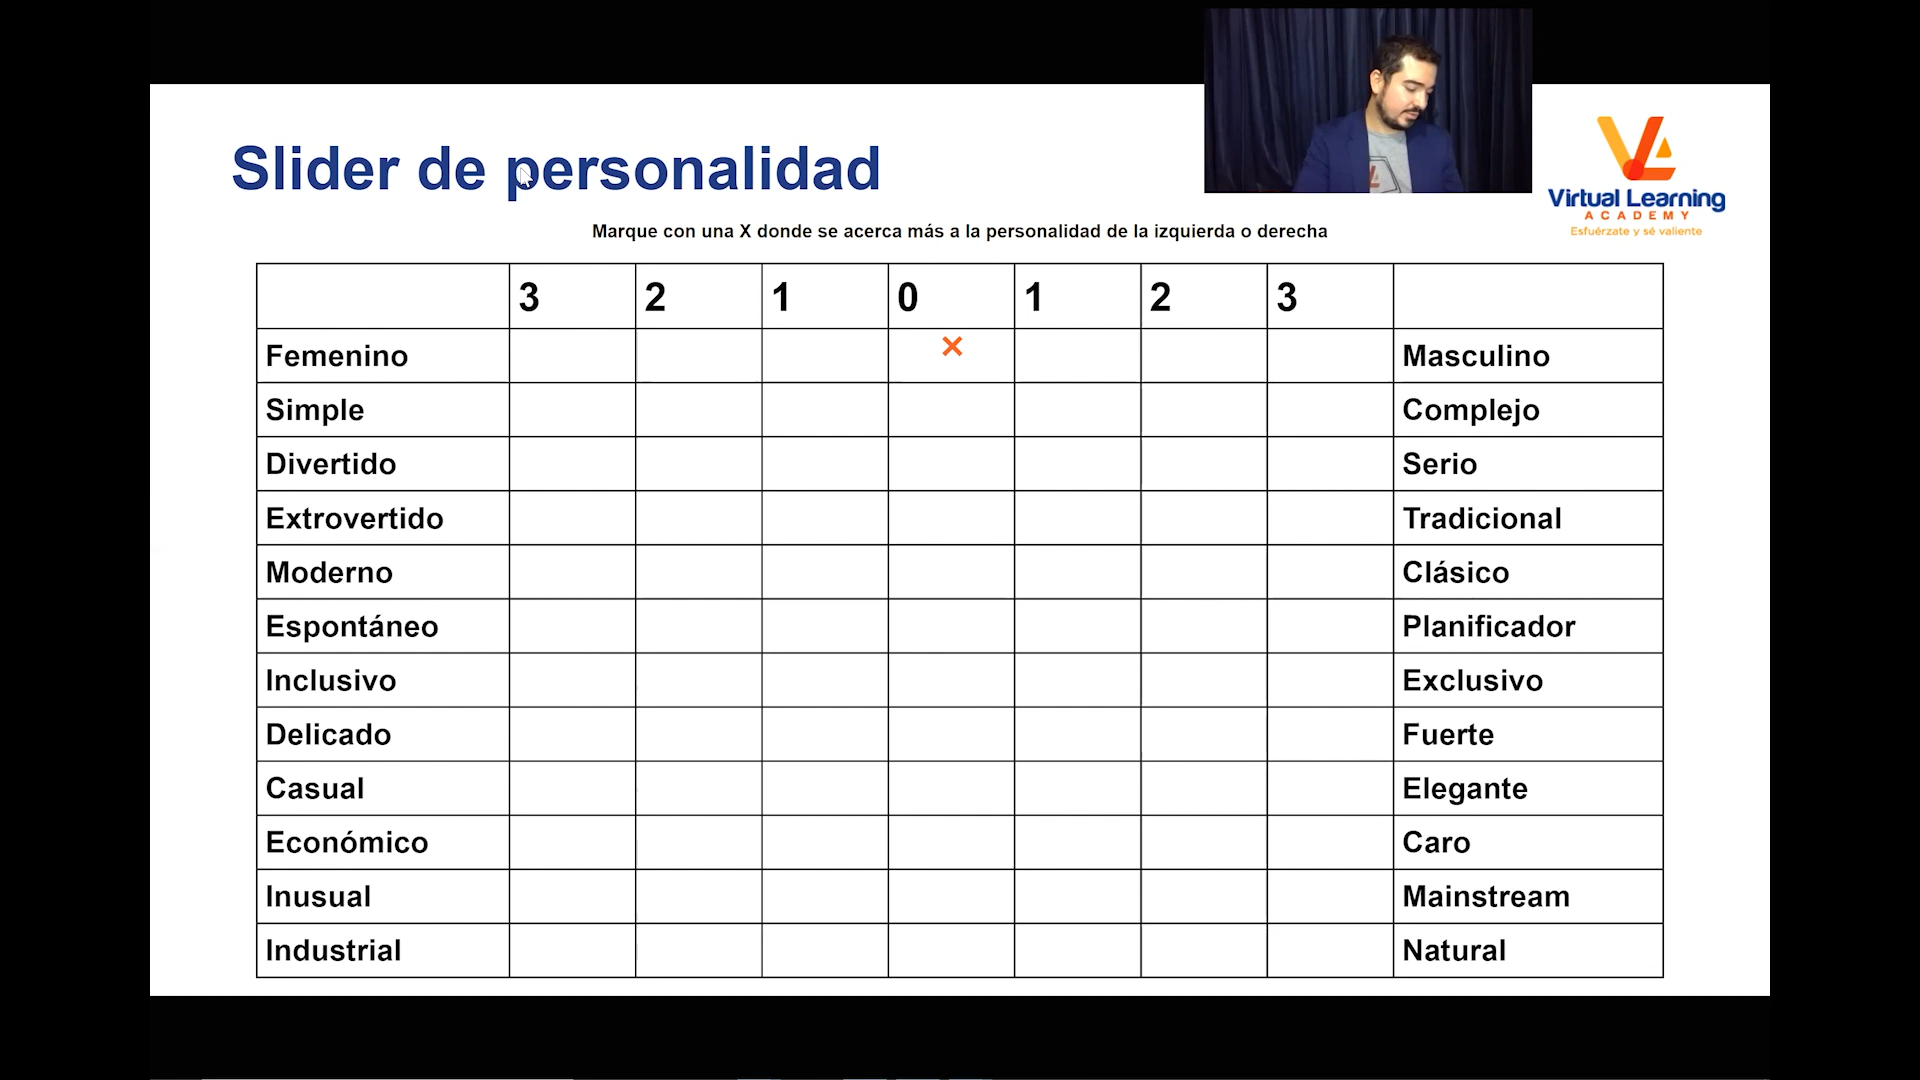 Slider de personalidad
Virtual Learning
ACADEMY
Esfuérzate y sé valiente
Marque con una X donde se acerca más a la personalidad de la izquierda o derecha
3 2 1 0 1 2 3
Femenino × Masculino
Simple Complejo
Divertido Serio
Extrovertido Tradicional
Moderno Clásico
Espontáneo Planificador
Inclusivo Exclusivo
Delicado Fuerte
Casual Elegante
Económico Caro
Inusual Mainstream
Industrial Natural